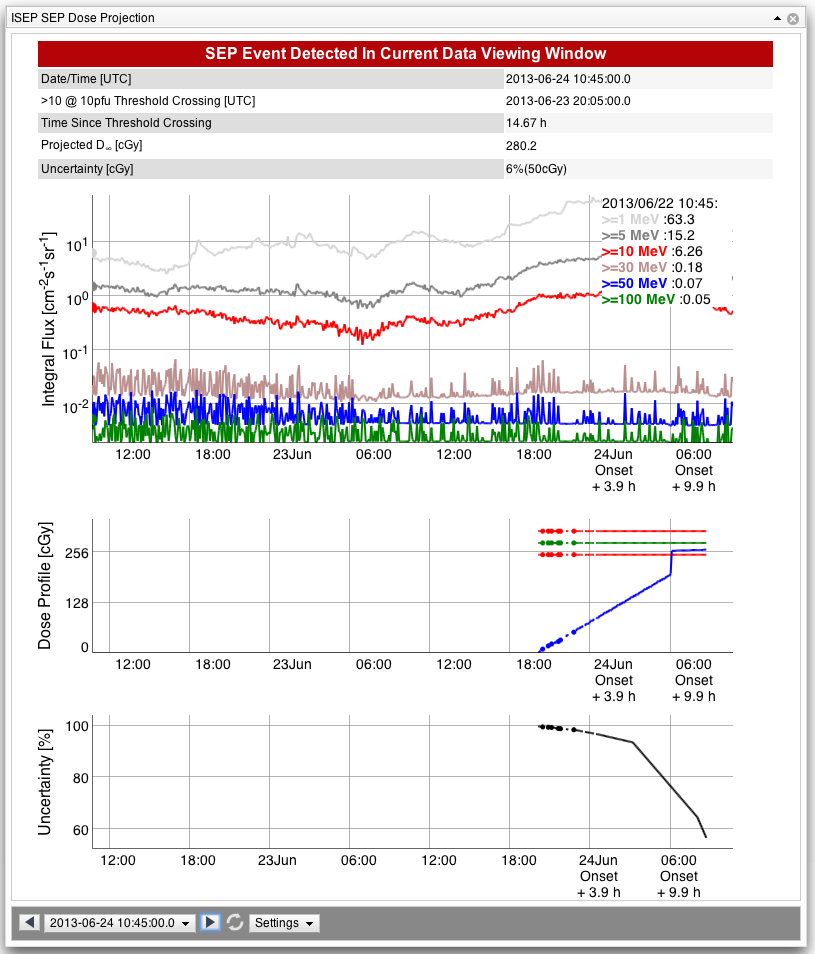 ISEP SEP Dose Projection
SEP Event Detected In Current Data Viewing Window
Date/Time [UTC] 2013-06-24 10:45:00.0
>10 @ 10pfu Threshold Crossing [UTC] 2013-06-23 20:05:00.0
Time Since Threshold Crossing 14.67 h
Projected D∞ [cGy] 280.2
Uncertainty [cGy] 6%(50cGy)
Integral Flux [cm⁻²s⁻¹sr⁻¹]
10¹
10⁰
10⁻¹
10⁻²
2013/06/22 10:45:
>=1 MeV :63.3
>=5 MeV :15.2
>=10 MeV :6.26
>=30 MeV :0.18
>=50 MeV :0.07
>=100 MeV :0.05
12:00 18:00 23Jun 06:00 12:00 18:00 24Jun 06:00
Onset Onset
+ 3.9 h + 9.9 h
Dose Profile [cGy]
256
128
0
12:00 18:00 23Jun 06:00 12:00 18:00 24Jun 06:00
Onset Onset
+ 3.9 h + 9.9 h
Uncertainty [%]
100
80
60
12:00 18:00 23Jun 06:00 12:00 18:00 24Jun 06:00
Onset Onset
+ 3.9 h + 9.9 h
2013-06-24 10:45:00.0 Settings